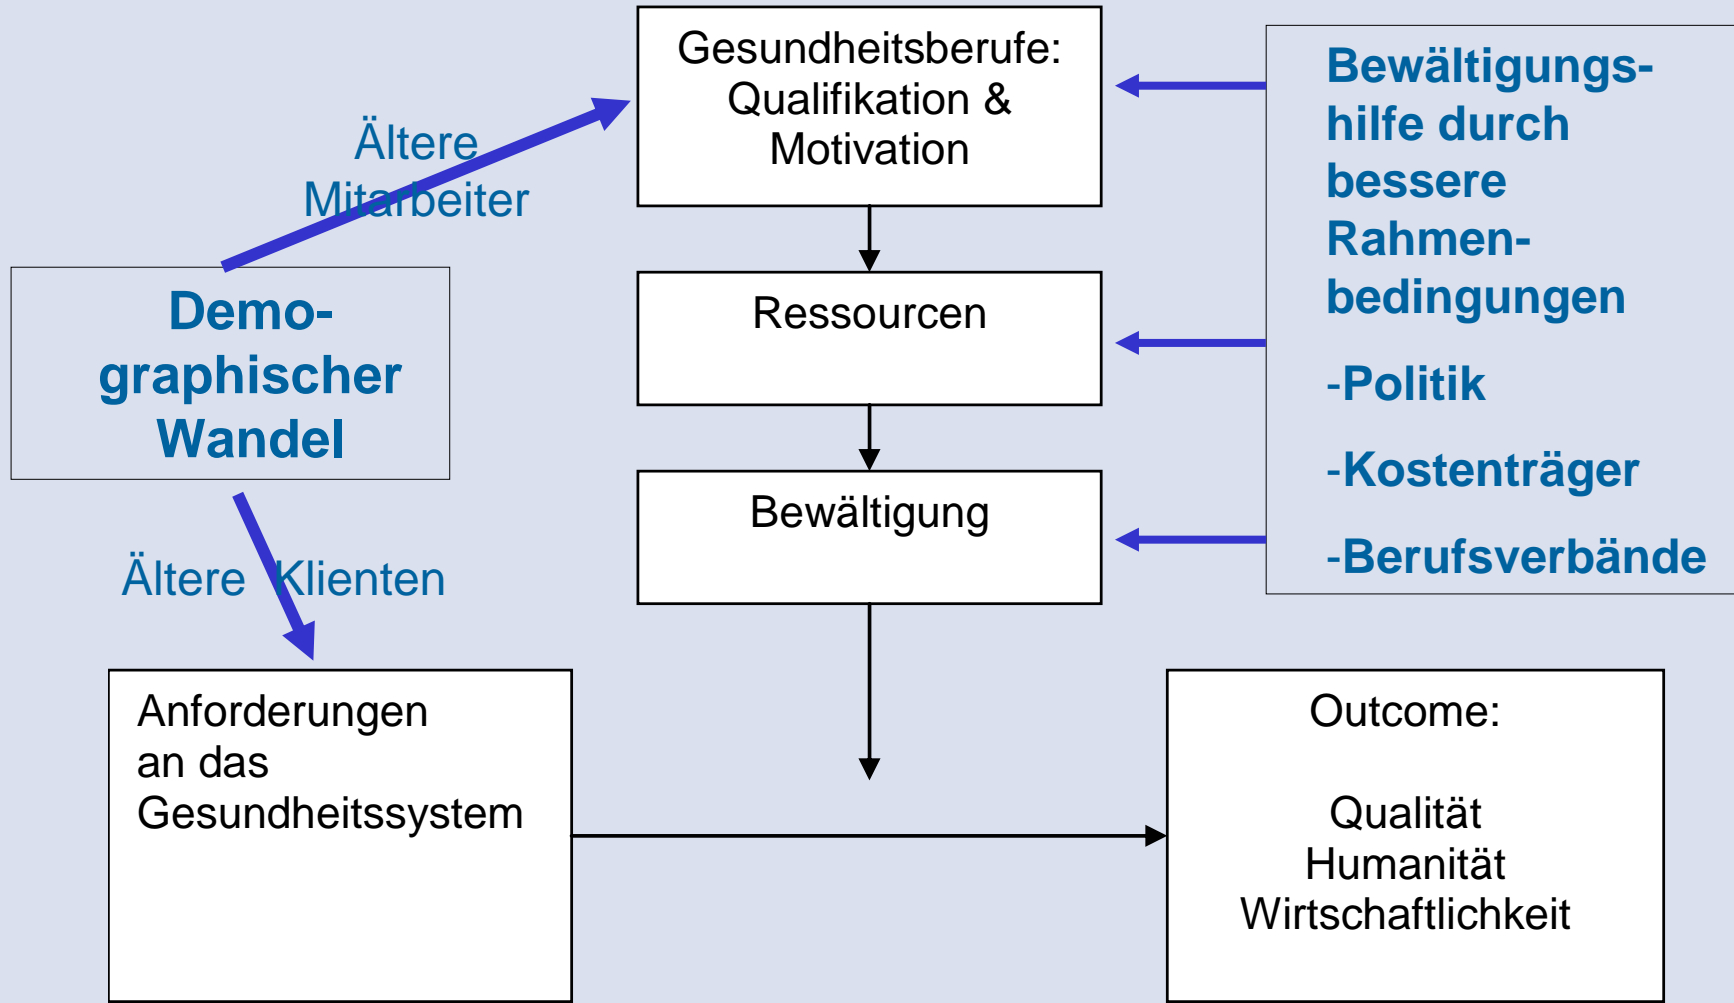 Gesundheitsberufe:
Qualifikation &
Motivation
Bewältigungs-
hilfe durch
bessere
Rahmen-
bedingungen
-Politik
-Kostenträger
-Berufsverbände
Ältere
Mitarbeiter
Demo-
graphischer
Wandel
Ressourcen
Bewältigung
Ältere Klienten
Anforderungen
an das
Gesundheitssystem
Outcome:
Qualität
Humanität
Wirtschaftlichkeit